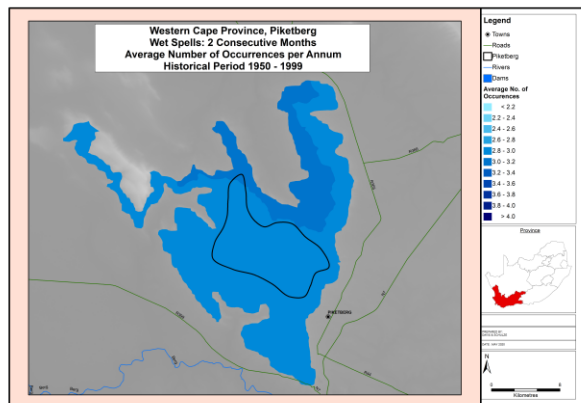 Western Cape Province, Piketberg
Wet Spells: 2 Consecutive Months
Average Number of Occurrences per Annum
Historical Period 1950 - 1999
Legend
Towns
Roads
Piketberg
Rivers
Dams
Average No. of
Occurences
< 2.2
2.2 - 2.4
2.4 - 2.6
2.6 - 2.8
2.8 - 3.0
3.0 - 3.2
3.2 - 3.4
3.4 - 3.6
3.6 - 3.8
3.8 - 4.0
> 4.0
Province
PIKETBERG
Berg
Berg
Berg
N
Kilometres